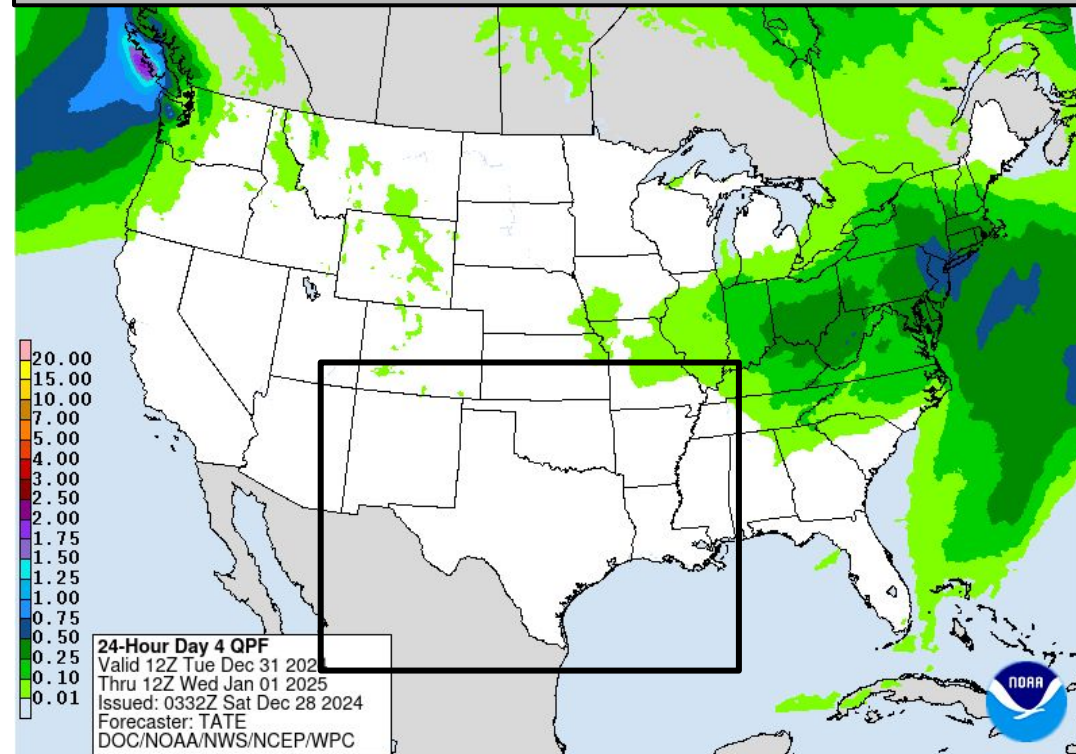 20.00
15.00
10.00
7.00
5.00
4.00
3.00
2.50
2.00
1.75
1.50
1.25
1.00
0.75
0.50
0.25
0.10
0.01
24-Hour Day 4 QPF
Valid 12Z Tue Dec 31 202
Thru 12Z Wed Jan 01 2025
Issued: 0332Z Sat Dec 28 2024
Forecaster: TATE
DOC/NOAA/NWS/NCEP/WPC
NOAA